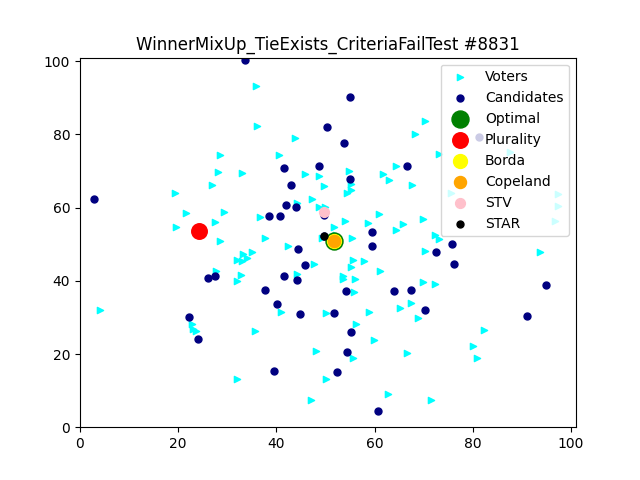 WinnerMixUp_TieExists_CriteriaFailTest #8831
100
80
60
40
20
0
0
20
40
60
80
100
Voters
Candidates
Optimal
Plurality
Borda
Copeland
STV
STAR